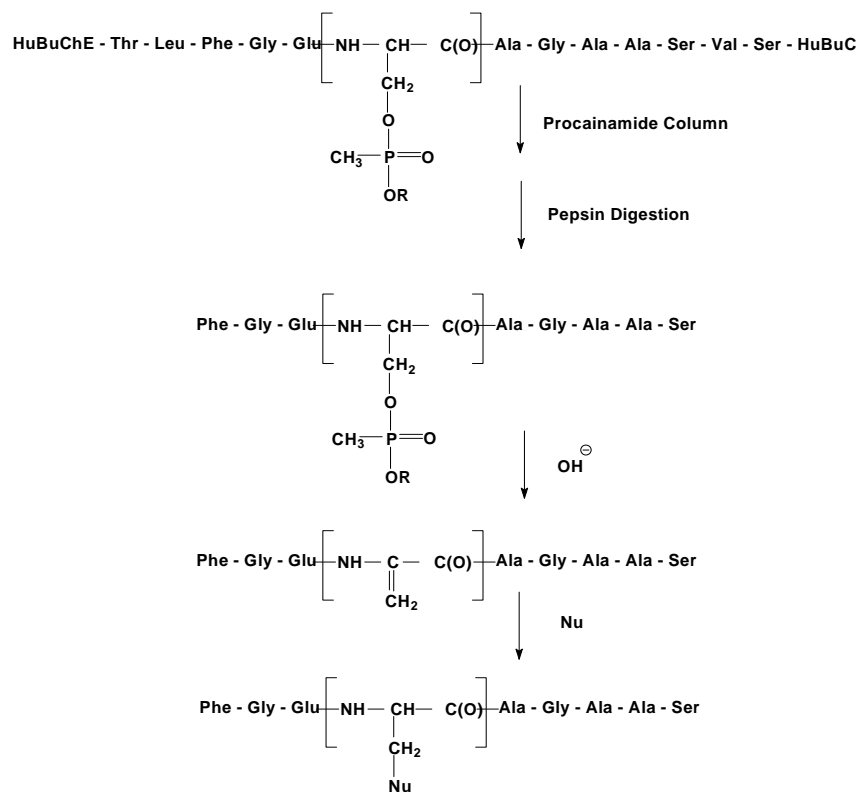 HuBuChE - Thr - Leu - Phe - Gly - Glu NH CH C(O) Ala - Gly - Ala - Ala - Ser - Val - Ser - HuBuC
CH2
O
Procainamide Column
CH3 P O
OR
Pepsin Digestion
Phe - Gly - Glu NH CH C(O) Ala - Gly - Ala - Ala - Ser
CH2
O
CH3 P O
OH⊖
OR
Phe - Gly - Glu NH C C(O) Ala - Gly - Ala - Ala - Ser
CH2
Nu
Phe - Gly - Glu NH CH C(O) Ala - Gly - Ala - Ala - Ser
CH2
Nu